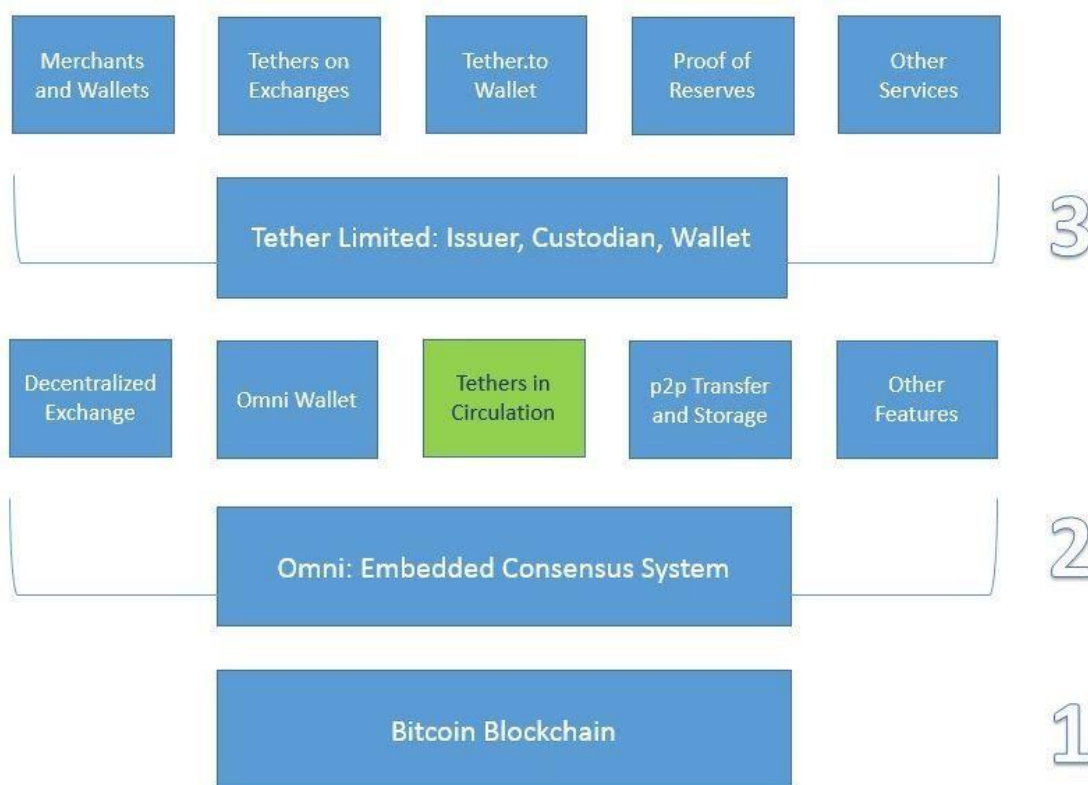 Merchants
and Wallets
Tethers on
Exchanges
Tether.to
Wallet
Proof of
Reserves
Other
Services
Tether Limited: Issuer, Custodian, Wallet
3
Decentralized
Exchange
Omni Wallet
Tethers in
Circulation
p2p Transfer
and Storage
Other
Features
Omni: Embedded Consensus System
2
Bitcoin Blockchain
1